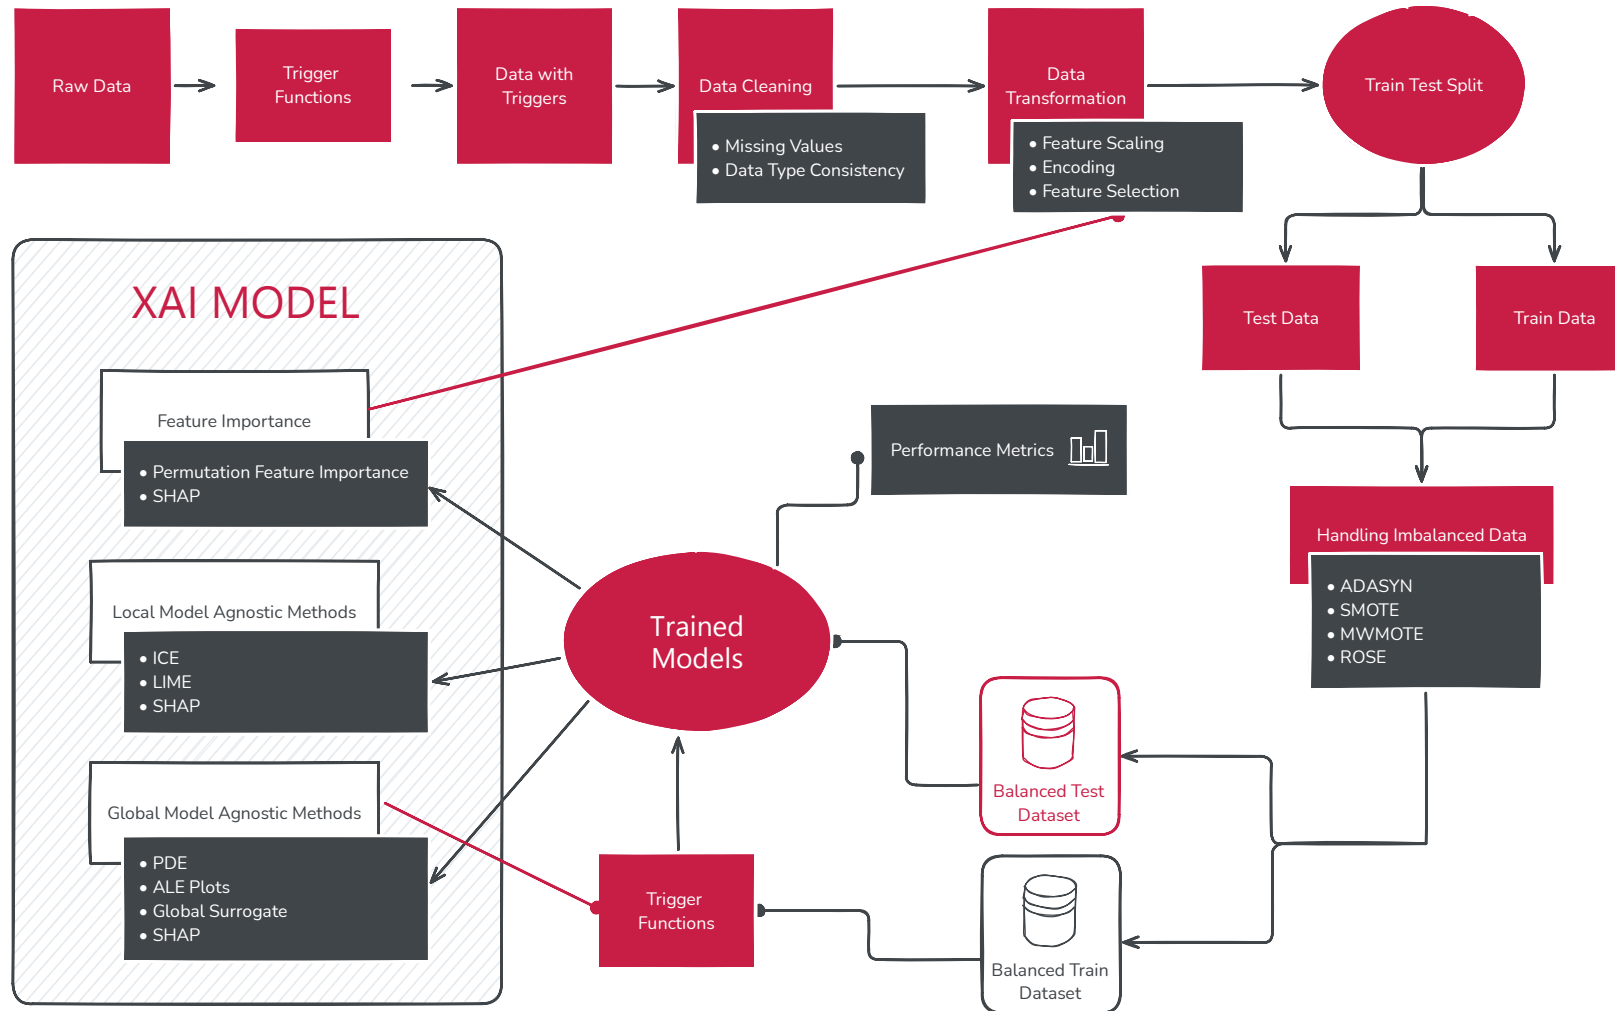 Raw Data
Trigger
Functions
Data with
Triggers
Data Cleaning
• Missing Values
• Data Type Consistency
Data
Transformation
• Feature Scaling
• Encoding
• Feature Selection
Train Test Split
Test Data
Train Data
XAI MODEL
Feature Importance
• Permutation Feature Importance
• SHAP
Local Model Agnostic Methods
• ICE
• LIME
• SHAP
Global Model Agnostic Methods
• PDE
• ALE Plots
• Global Surrogate
• SHAP
Performance Metrics
Trained
Models
Trigger
Functions
Handling Imbalanced Data
• ADASYN
• SMOTE
• MWMOTE
• ROSE
Balanced Test
Dataset
Balanced Train
Dataset